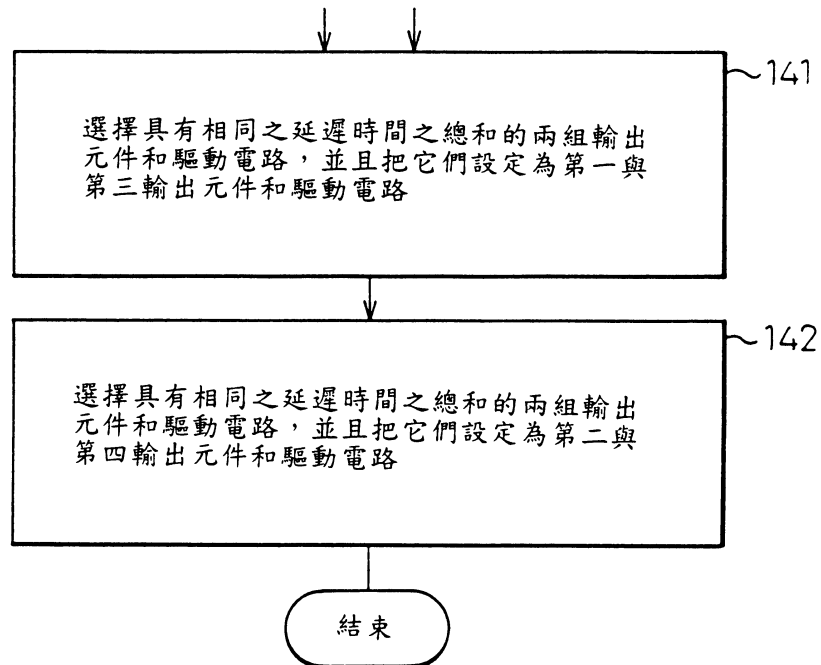 141
選擇具有相同之延遲時間之總和的兩組輸出
元件和驅動電路，並且把它們設定為第一與
第三輸出元件和驅動電路
142
選擇具有相同之延遲時間之總和的兩組輸出
元件和驅動電路，並且把它們設定為第二與
第四輸出元件和驅動電路
結束